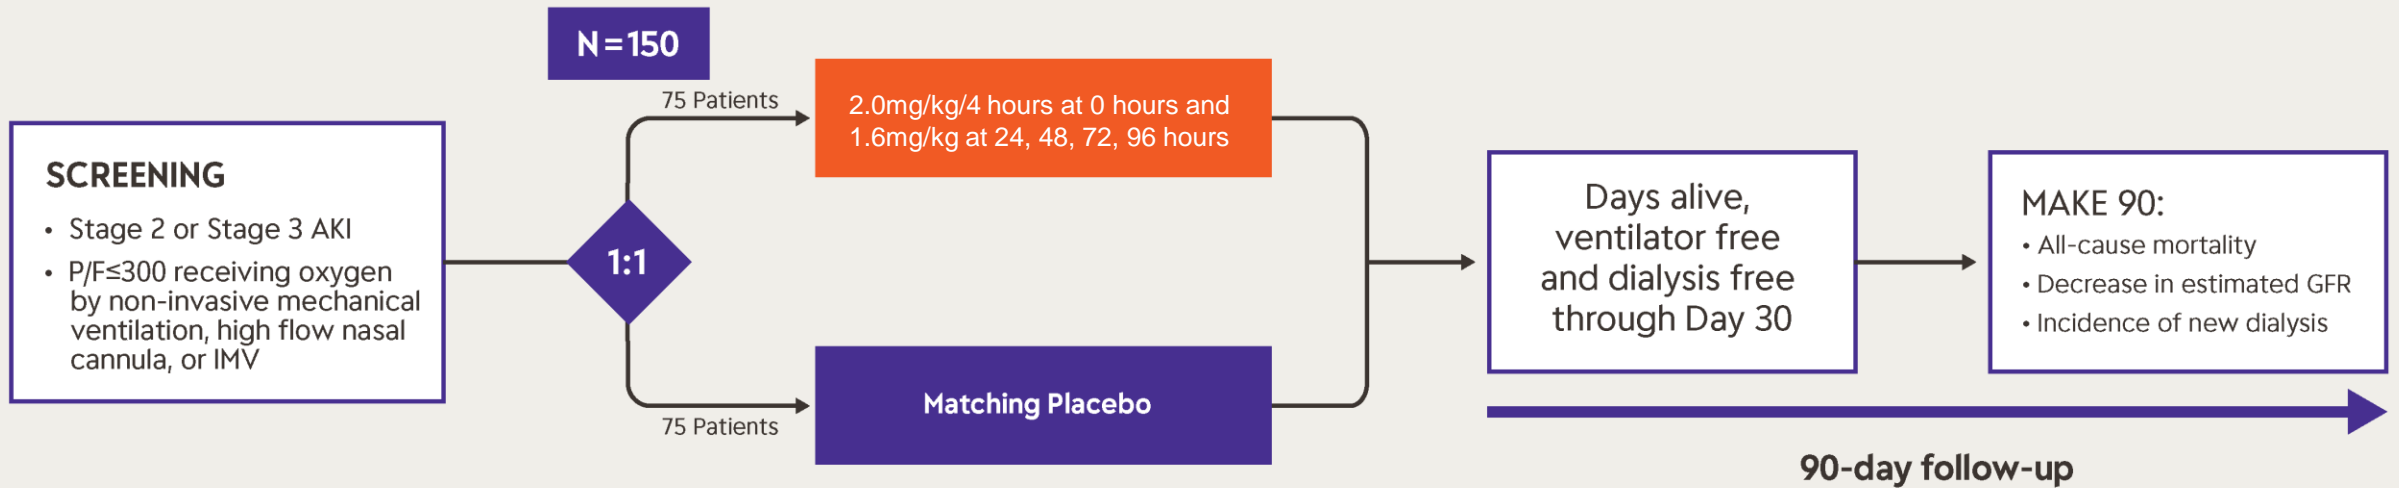 N=150
SCREENING
• Stage 2 or Stage 3 AKI
• P/F≤300 receiving oxygen
by non-invasive mechanical
ventilation, high flow nasal
cannula, or IMV
1:1
75 Patients
2.0mg/kg/4 hours at 0 hours and
1.6mg/kg at 24, 48, 72, 96 hours
75 Patients
Matching Placebo
Days alive,
ventilator free
and dialysis free
through Day 30
MAKE 90:
• All-cause mortality
• Decrease in estimated GFR
• Incidence of new dialysis
90-day follow-up